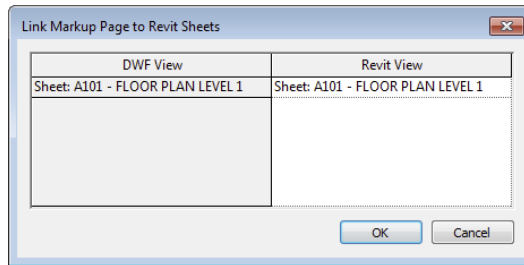 Link Markup Page to Revit Sheets
DWF View Revit View
Sheet: A101 - FLOOR PLAN LEVEL 1 Sheet: A101 - FLOOR PLAN LEVEL 1
OK Cancel